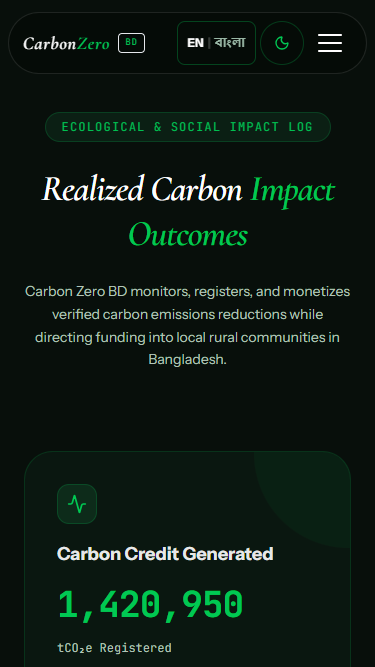 CarbonZero BD EN | বাংলা
ECOLOGICAL & SOCIAL IMPACT LOG
Realized Carbon Impact
Outcomes
Carbon Zero BD monitors, registers, and monetizes
verified carbon emissions reductions while
directing funding into local rural communities in
Bangladesh.
Carbon Credit Generated
1,420,950
tCO₂e Registered